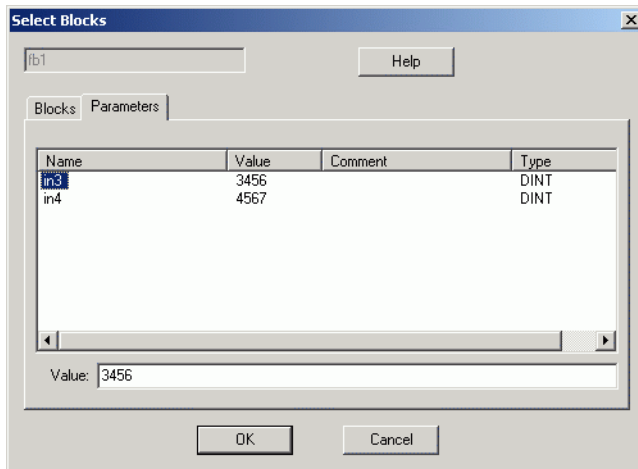 Select Blocks
fb1
Help
Blocks Parameters
Name Value Comment Type
in3 3456 DINT
in4 4567 DINT
Value: 3456
OK Cancel